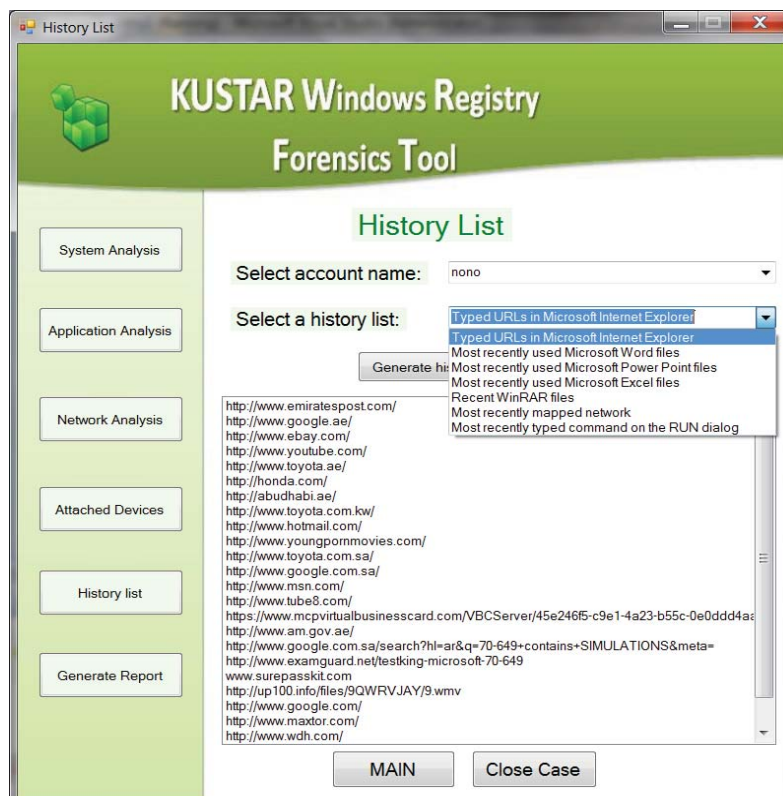 History List
KUSTAR Windows Registry
Forensics Tool
System Analysis
Application Analysis
Network Analysis
Attached Devices
History list
Generate Report
History List
Select account name:
nono
Select a history list:
Typed URLs in Microsoft Internet Explorer
Typed URLs in Microsoft Internet Explorer
Most recently used Microsoft Word files
Most recently used Microsoft Power Point files
Most recently used Microsoft Excel files
Recent WinRAR files
Most recently mapped network
Most recently typed command on the RUN dialog
Generate his
http://www.emiratespost.com/
http://www.google.ae/
http://www.ebay.com/
http://www.youtube.com/
http://www.toyota.ae/
http://honda.com/
http://abudhabi.ae/
http://www.toyota.com.kw/
http://www.hotmail.com/
http://www.youngpornmovies.com/
http://www.toyota.com.sa/
http://www.google.com.sa/
http://www.msn.com/
http://www.tube8.com/
https://www.mcpvirtualbusinesscard.com/VBCServer/45e246f5-c9e1-4a23-b55c-0e0ddd4aa
http://www.am.gov.ae/
http://www.google.com.sa/search?hl=ar&q=70-649+contains+SIMULATIONS&meta=
http://www.examguard.net/testking-microsoft-70-649
www.surepasskit.com
http://up100.info/files/9QWRVJAY/9.wmv
http://www.google.com/
http://www.maxtor.com/
http://www.wdh.com/
MAIN
Close Case